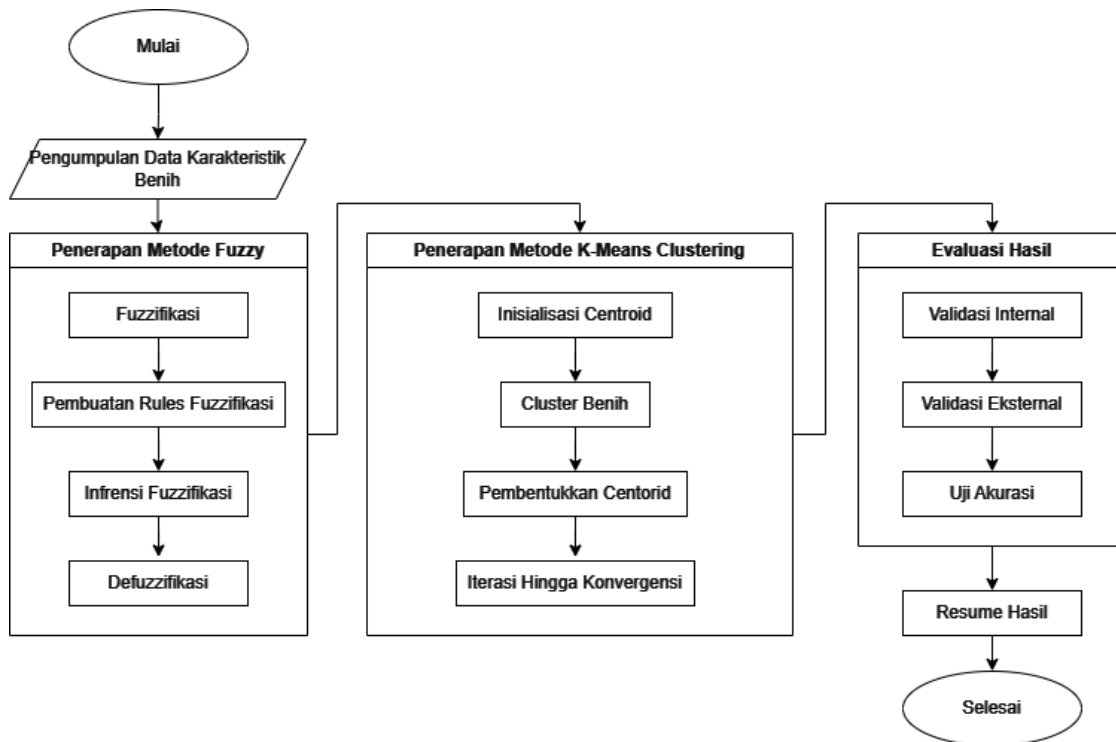 Mulai
Pengumpulan Data Karakteristik
Benih
Penerapan Metode Fuzzy
Fuzzifikasi
Pembuatan Rules Fuzzifikasi
Infrensi Fuzzifikasi
Defuzzifikasi
Penerapan Metode K-Means Clustering
Inisialisasi Centroid
Cluster Benih
Pembentukkan Centorid
Iterasi Hingga Konvergensi
Evaluasi Hasil
Validasi Internal
Validasi Eksternal
Uji Akurasi
Resume Hasil
Selesai